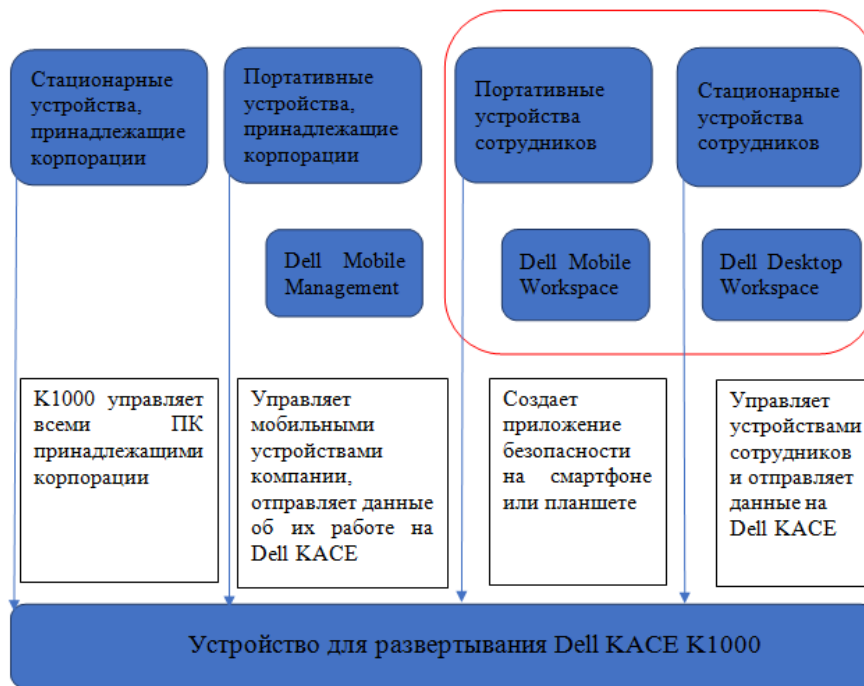 Стационарные
устройства,
принадлежащие
корпорации
Портативные
устройства,
принадлежащие
корпорации
Портативные
устройства
сотрудников
Стационарные
устройства
сотрудников
Dell Mobile
Management
Dell Mobile
Workspace
Dell Desktop
Workspace
K1000 управляет
всеми ПК
принадлежащими
корпорации
Управляет
мобильными
устройствами
компании,
отправляет данные
об их работе на
Dell KACE
Создает
приложение
безопасности
на смартфоне
или планшете
Управляет
устройствами
сотрудников
и отправляет
данные на
Dell KACE
Устройство для развертывания Dell KACE K1000